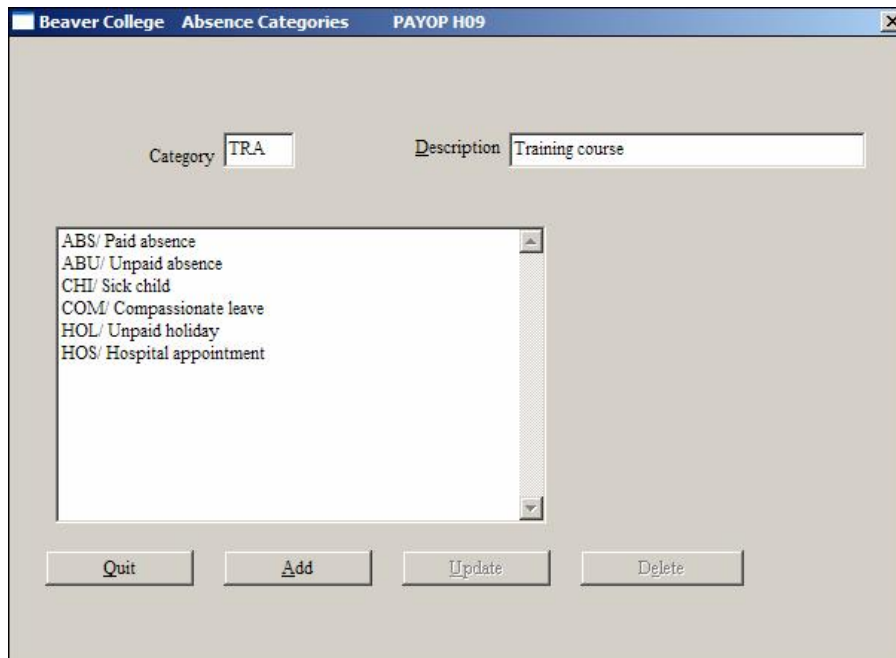 Beaver College Absence Categories PAYOP H09
Category TRA Description Training course
ABS/ Paid absence
ABU/ Unpaid absence
CHI/ Sick child
COM/ Compassionate leave
HOL/ Unpaid holiday
HOS/ Hospital appointment
Quit Add Update Delete